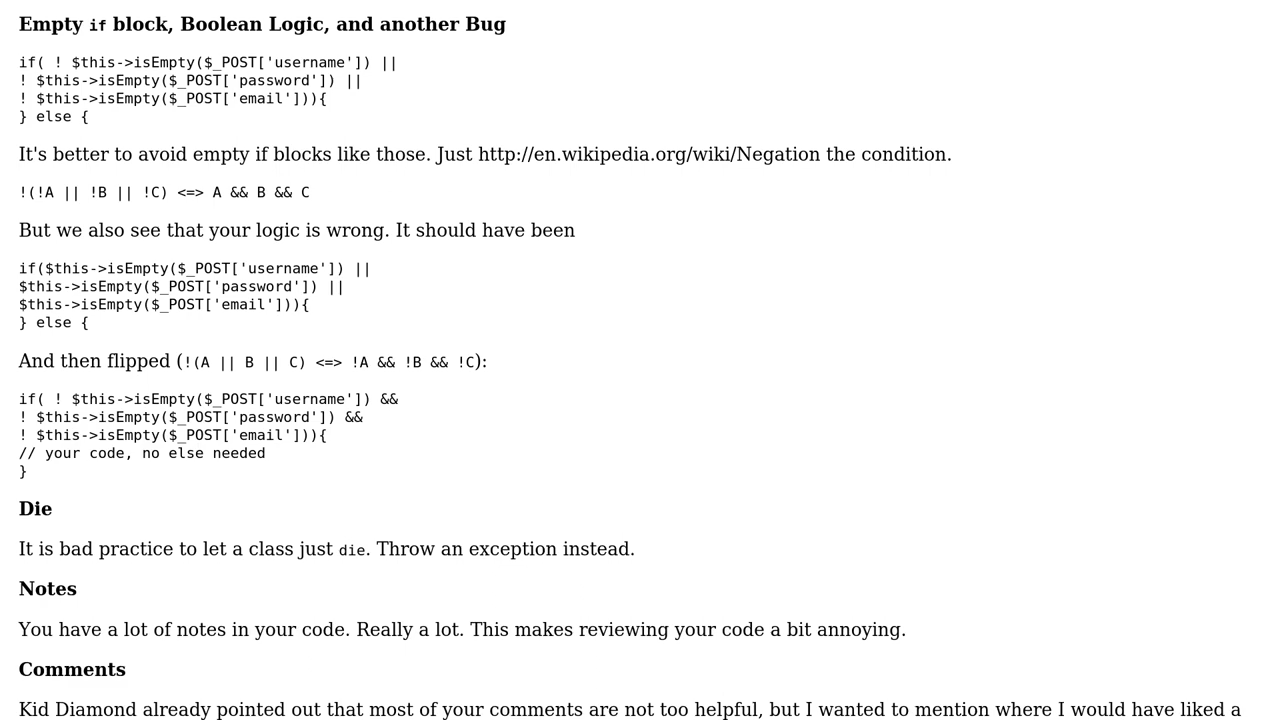 Empty if block, Boolean Logic, and another Bug
if( ! $this->isEmpty($_POST['username']) ||
! $this->isEmpty($_POST['password']) ||
! $this->isEmpty($_POST['email'])){
} else {
It's better to avoid empty if blocks like those. Just http://en.wikipedia.org/wiki/Negation the condition.
!(!A || !B || !C) <=> A && B && C
But we also see that your logic is wrong. It should have been
if($this->isEmpty($_POST['username']) ||
$this->isEmpty($_POST['password']) ||
$this->isEmpty($_POST['email'])){
} else {
And then flipped (!(A || B || C) <=> !A && !B && !C):
if( ! $this->isEmpty($_POST['username']) &&
! $this->isEmpty($_POST['password']) &&
! $this->isEmpty($_POST['email'])){
// your code, no else needed
}
Die
It is bad practice to let a class just die. Throw an exception instead.
Notes
You have a lot of notes in your code. Really a lot. This makes reviewing your code a bit annoying.
Comments
Kid Diamond already pointed out that most of your comments are not too helpful, but I wanted to mention where I would have liked a